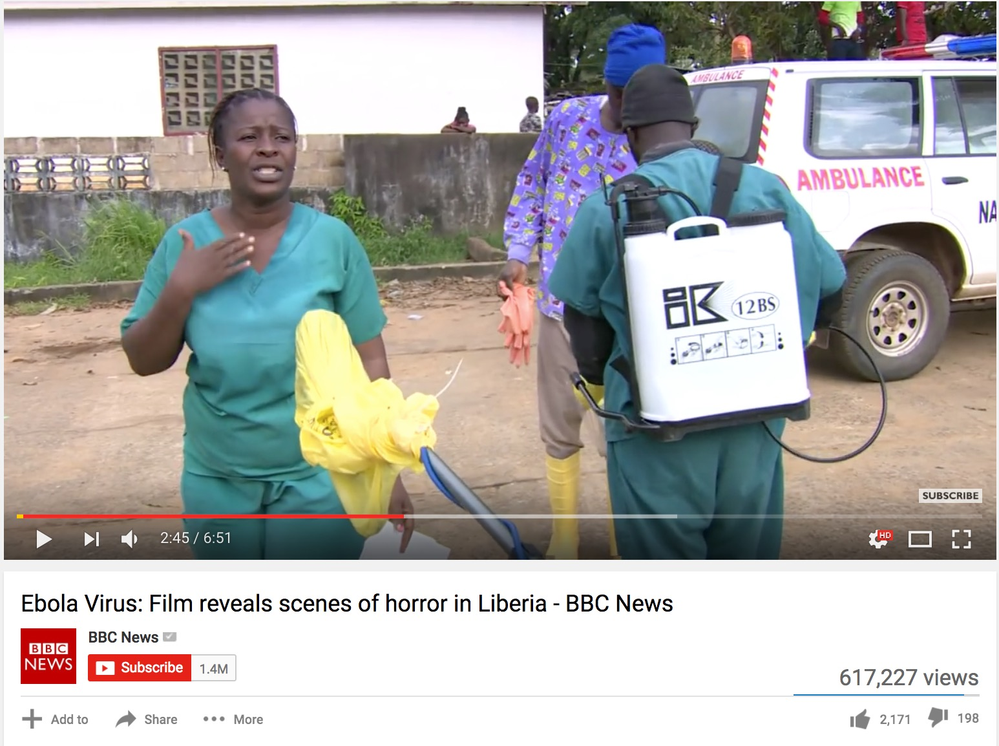 AMBULANCE
AMBULANCE
NA
IK
12BS
SUBSCRIBE
2:45 / 6:51
HD
Ebola Virus: Film reveals scenes of horror in Liberia - BBC News
BBC NEWS
BBC News
Subscribe 1.4M
617,227 views
Add to Share More
2,171 198